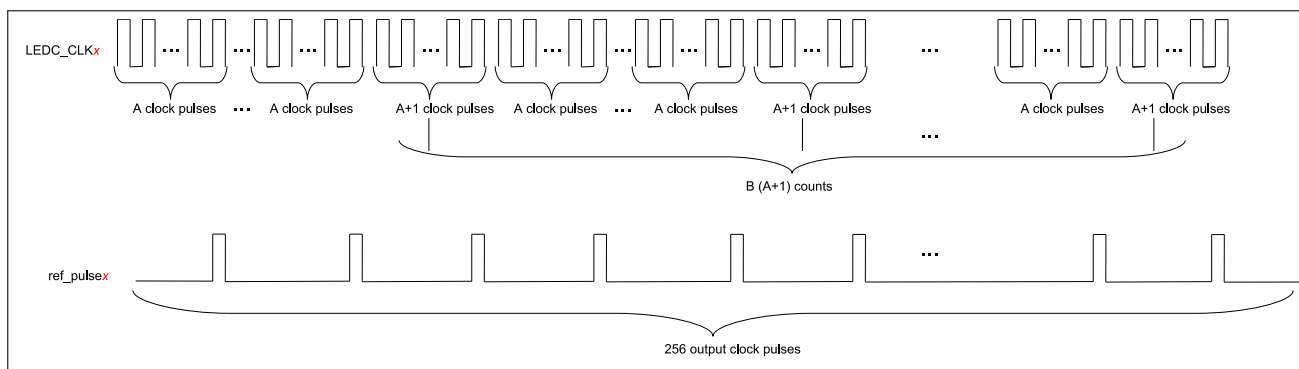 LEDC_CLKx
... ... ... ... ... ... ... ... ... ... ...
A clock pulses ... A clock pulses A+1 clock pulses A clock pulses ... A clock pulses A+1 clock pulses A clock pulses A+1 clock pulses
...
B (A+1) counts
ref_pulsex
...
256 output clock pulses